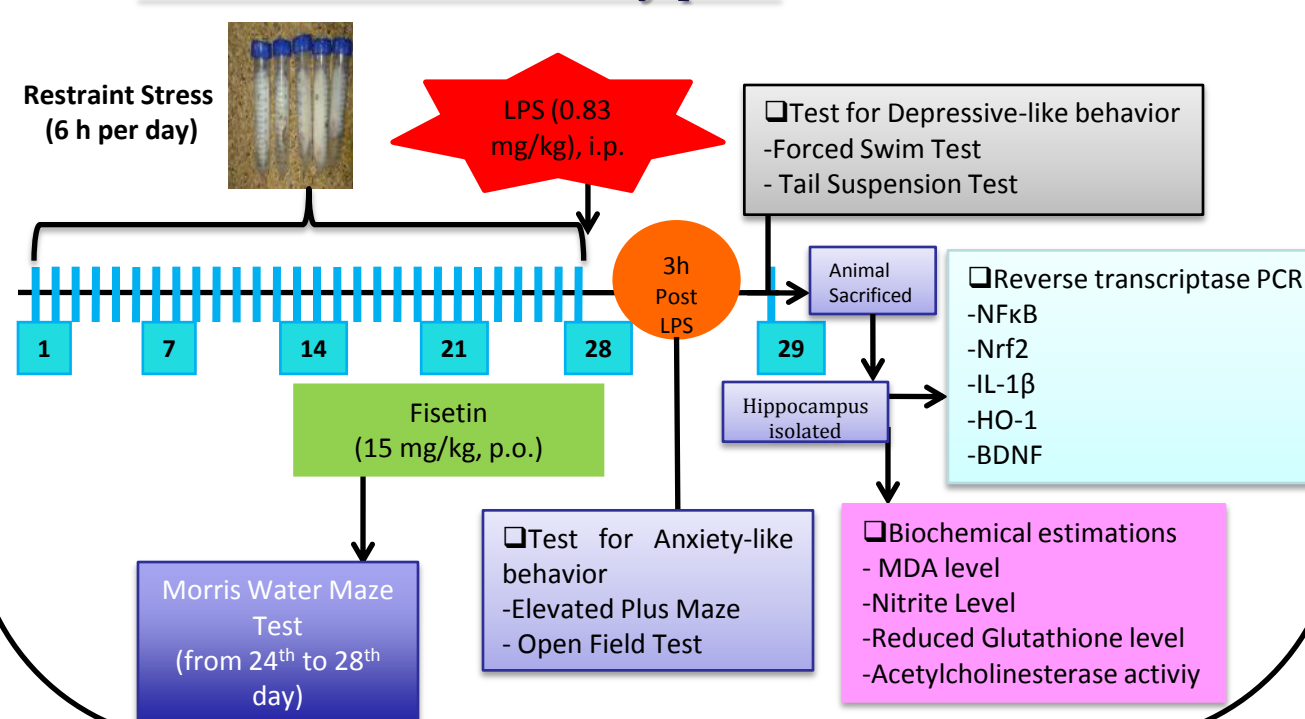 Restraint Stress
(6 h per day)
LPS (0.83
mg/kg), i.p.
❑Test for Depressive-like behavior
-Forced Swim Test
- Tail Suspension Test
3h
Post
LPS
Animal
Sacrificed
❑Reverse transcriptase PCR
-NFκB
-Nrf2
-IL-1β
-HO-1
-BDNF
1
7
14
21
28
29
Hippocampus
isolated
Fisetin
(15 mg/kg, p.o.)
❑Test for Anxiety-like
behavior
-Elevated Plus Maze
- Open Field Test
❑Biochemical estimations
- MDA level
-Nitrite Level
-Reduced Glutathione level
-Acetylcholinesterase activiy
Morris Water Maze
Test
(from 24th to 28th
day)